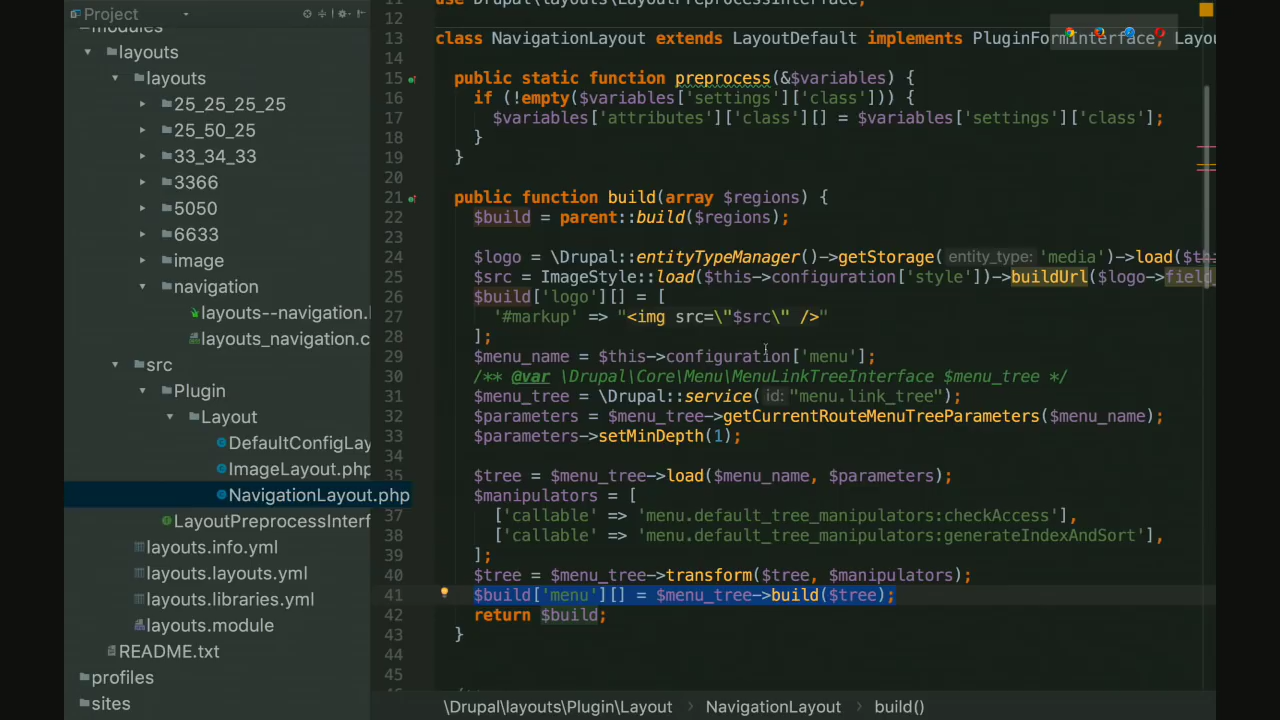 Project
modules
layouts
layouts
25_25_25_25
25_50_25
33_34_33
3366
5050
6633
image
navigation
layouts--navigation.
layouts_navigation.c
src
Plugin
Layout
DefaultConfigLay
ImageLayout.php
NavigationLayout.php
LayoutPreprocessInterf
layouts.info.yml
layouts.layouts.yml
layouts.libraries.yml
layouts.module
README.txt
profiles
sites
11 use Drupal\layouts\LayoutPreprocessInterface;
12
13 class NavigationLayout extends LayoutDefault implements PluginFormInterface, Layou
14
15 public static function preprocess(&$variables) {
16 if (!empty($variables['settings']['class'])) {
17 $variables['attributes']['class'][] = $variables['settings']['class'];
18 }
19 }
20
21 public function build(array $regions) {
22 $build = parent::build($regions);
23
24 $logo = \Drupal::entityTypeManager()->getStorage( entity_type: 'media')->load($th
25 $src = ImageStyle::load($this->configuration['style'])->buildUrl($logo->field_
26 $build['logo'][] = [
27 '#markup' => "<img src=\"$src\" />"
28 ];
29 $menu_name = $this->configuration['menu'];
30 /** @var \Drupal\Core\Menu\MenuLinkTreeInterface $menu_tree */
31 $menu_tree = \Drupal::service( id: "menu.link_tree");
32 $parameters = $menu_tree->getCurrentRouteMenuTreeParameters($menu_name);
33 $parameters->setMinDepth(1);
34
35 $tree = $menu_tree->load($menu_name, $parameters);
36 $manipulators = [
37 ['callable' => 'menu.default_tree_manipulators:checkAccess'],
38 ['callable' => 'menu.default_tree_manipulators:generateIndexAndSort'],
39 ];
40 $tree = $menu_tree->transform($tree, $manipulators);
41 $build['menu'][] = $menu_tree->build($tree);
42 return $build;
43 }
44
45
\Drupal\layouts\Plugin\Layout > NavigationLayout > build()